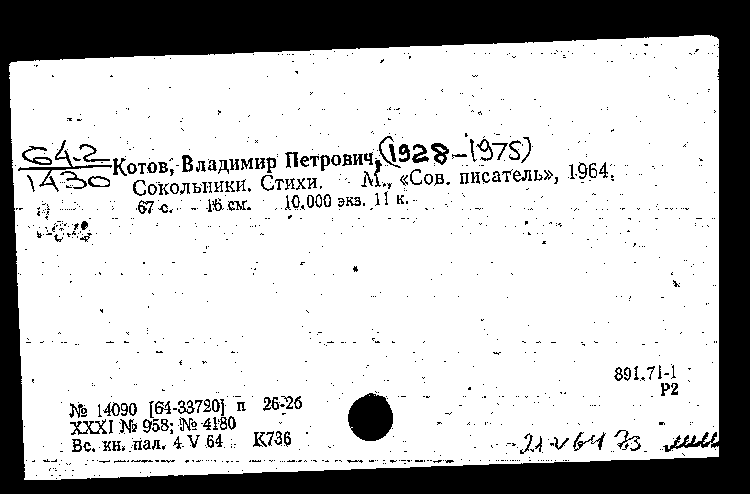 64-2
1430
Котов, Владимир Петрович, (1928-1975)
Сокольники. Стихи. М., «Сов. писатель», 1964.
67 с. 16 см. 10.000 экз. 11 к.
891.71-1
Р2
№ 14090 [64-33720] п 26-26
XXXI № 958; № 4180
Вс. кн. пал. 4 V 64 К736
21-V 64